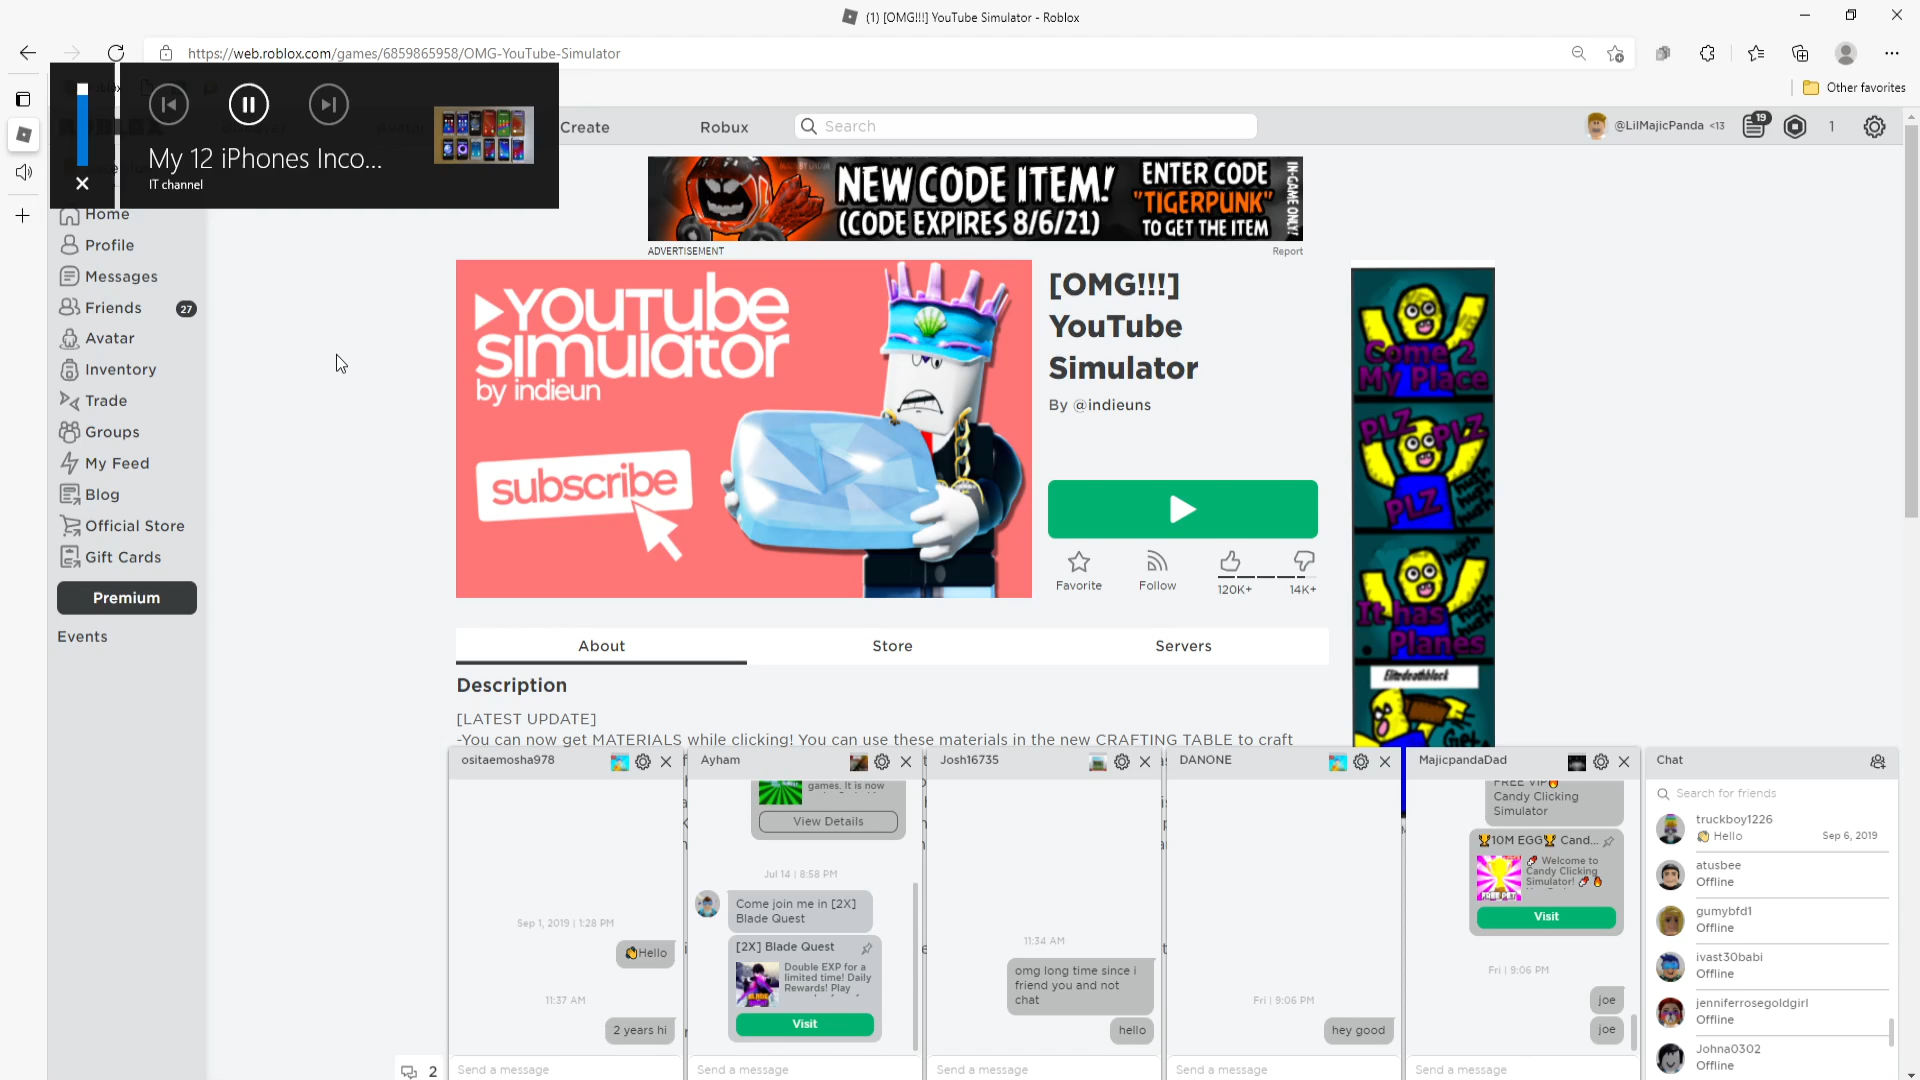 (1) [OMG!!!] YouTube Simulator - Roblox
https://web.roblox.com/games/6859865958/OMG-YouTube-Simulator
Other favorites
My 12 iPhones Inco...
IT channel
Create
Robux
Search
@LilMajicPanda <13
19
1
NEW CODE ITEM!
(CODE EXPIRES 8/6/21)
ENTER CODE
"TIGERPUNK"
TO GET THE ITEM
IN-GAME ONLY!
ADVERTISEMENT
Report
Home
Profile
Messages
Friends
27
Avatar
Inventory
Trade
Groups
My Feed
Blog
Official Store
Gift Cards
Premium
Events
YOUTUBE
SIMULATOR
by indieun
subscribe
[OMG!!!]
YouTube
Simulator
By @indieuns
Favorite
Follow
120K+
14K+
Come 2
My Place
PLZ PLZ
PLZ
It has
Planes
Elitedeathblock
About
Store
Servers
Description
[LATEST UPDATE]
-You can now get MATERIALS while clicking! You can use these materials in the new CRAFTING TABLE to craft
ositaemosha978
Sep 1, 2019 | 1:28 PM
👋Hello
11:37 AM
2 years hi
Send a message
Ayham
games. It is now
View Details
Jul 14 | 8:58 PM
Come join me in [2X]
Blade Quest
[2X] Blade Quest
Double EXP for a
limited time! Daily
Rewards! Play
Visit
Send a message
Josh16735
11:34 AM
omg long time since i
friend you and not
chat
hello
Send a message
DANONE
Fri | 9:06 PM
hey good
Send a message
MajicpandaDad
FREE VIP🔥
Candy Clicking
Simulator
🏆10M EGG🏆 Cand...
🍬 Welcome to
Candy Clicking
Simulator! 🍬🔥
Visit
Fri | 9:06 PM
joe
joe
Send a message
Chat
Search for friends
truckboy1226
👋 Hello
Sep 6, 2019
atusbee
Offline
gumybfd1
Offline
ivast30babi
Offline
jenniferrosegoldgirl
Offline
Johna0302
Offline
2